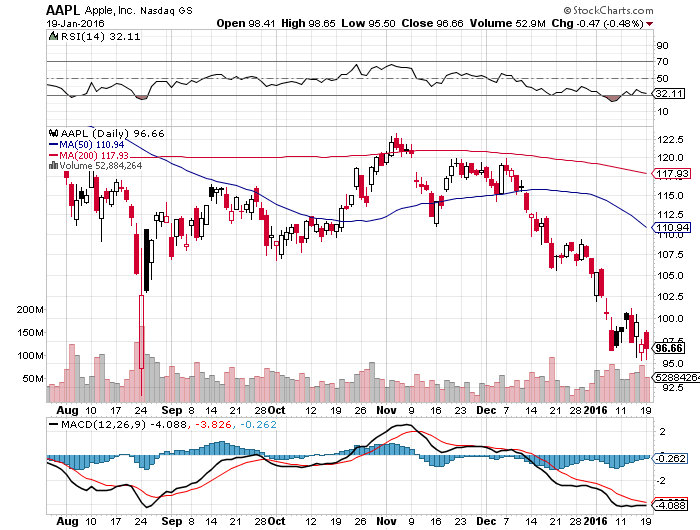 AAPL Apple, Inc. Nasdaq GS © StockCharts.com
19-Jan-2016 Open 98.41 High 98.65 Low 95.50 Close 96.66 Volume 52.9M Chg -0.47 (-0.48%)
RSI(14) 32.11
90
70
50
32.11
10
AAPL (Daily) 96.66
MA(50) 110.94
MA(200) 117.93
Volume 52,884,264
122.5
120.0
117.93
115.0
112.5
110.94
110.0
107.5
105.0
102.5
100.0
97.5
96.66
95.0
92.5
52884264
200M
150M
100M
50M
Aug 10 17 24 Sep 8 14 21 28 Oct 12 19 26 Nov 9 16 23 Dec 7 14 21 28 2016 11 19
MACD(12,26,9) -4.088, -3.826, -0.262
2
-0.262
-2
-4.088
Aug 10 17 24 Sep 8 14 21 28 Oct 12 19 26 Nov 9 16 23 Dec 7 14 21 28 2016 11 19